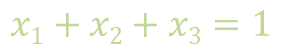 x₁ + x₂ + x₃ = 1